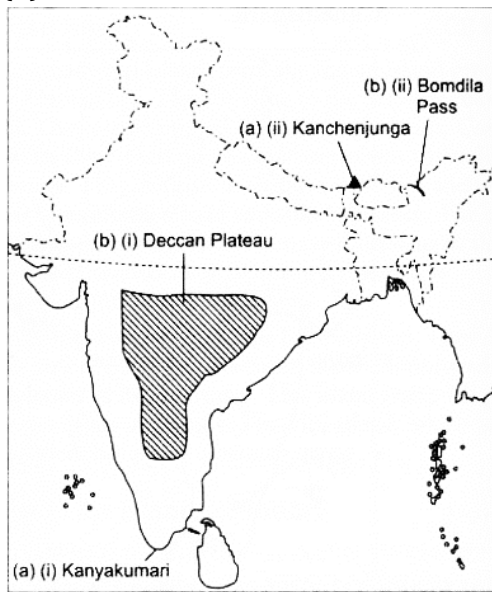 (b) (ii) Bomdila
Pass
(a) (ii) Kanchenjunga
(b) (i) Deccan Plateau
(a) (i) Kanyakumari